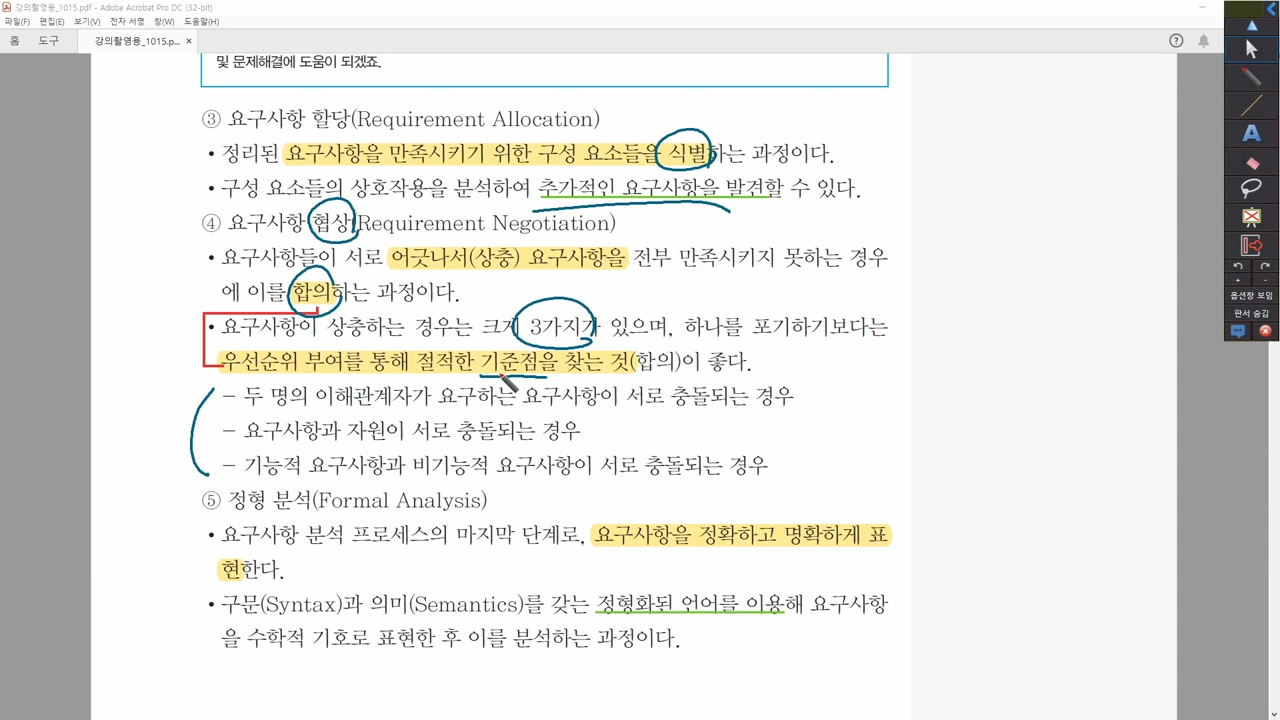 강의촬영용_1015.pdf - Adobe Acrobat Pro DC (32-bit)
파일(F) 편집(E) 보기(V) 전자 서명 창(W) 도움말(H)
홈 도구 강의촬영용_1015.p... ×
및 문제해결에 도움이 되겠죠.
③ 요구사항 할당(Requirement Allocation)
• 정리된 요구사항을 만족시키기 위한 구성 요소들을 식별하는 과정이다.
• 구성 요소들의 상호작용을 분석하여 추가적인 요구사항을 발견할 수 있다.
④ 요구사항 협상(Requirement Negotiation)
• 요구사항들이 서로 어긋나서(상충) 요구사항을 전부 만족시키지 못하는 경우
에 이를 합의하는 과정이다.
• 요구사항이 상충하는 경우는 크게 3가지가 있으며, 하나를 포기하기보다는
우선순위 부여를 통해 절적한 기준점을 찾는 것(합의)이 좋다.
– 두 명의 이해관계자가 요구하는 요구사항이 서로 충돌되는 경우
– 요구사항과 자원이 서로 충돌되는 경우
– 기능적 요구사항과 비기능적 요구사항이 서로 충돌되는 경우
⑤ 정형 분석(Formal Analysis)
• 요구사항 분석 프로세스의 마지막 단계로, 요구사항을 정확하고 명확하게 표
현한다.
• 구문(Syntax)과 의미(Semantics)를 갖는 정형화된 언어를 이용해 요구사항
을 수학적 기호로 표현한 후 이를 분석하는 과정이다.
A
옵션장 보임
판서 숨김